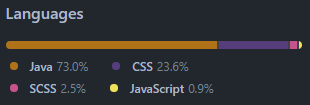 Languages
Java 73.0% CSS 23.6%
SCSS 2.5% JavaScript 0.9%